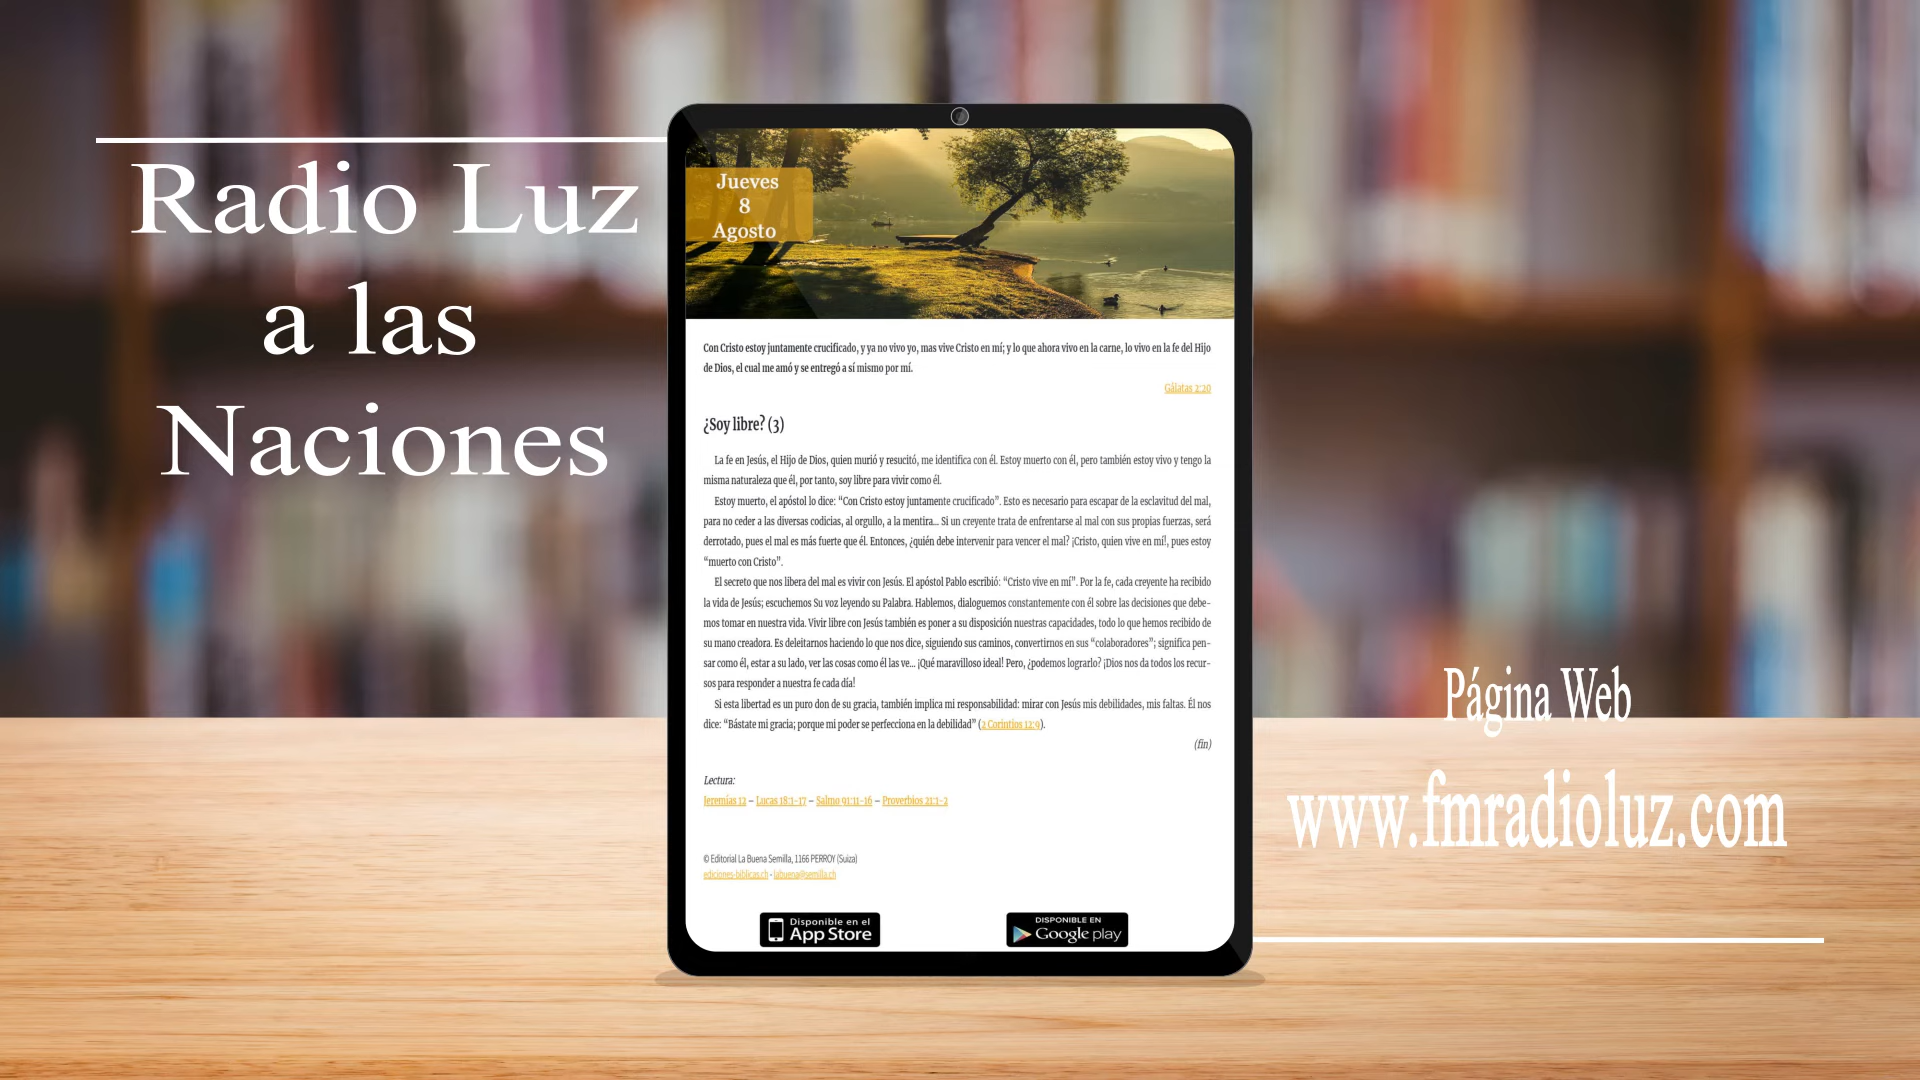 Radio Luz
a las
Naciones
Jueves
8
Agosto
Con Cristo estoy juntamente crucificado, y ya no vivo yo, mas vive Cristo en mí; y lo que ahora vivo en la carne, lo vivo en la fe del Hijo
de Dios, el cual me amó y se entregó a sí mismo por mí.
Gálatas 2:20
¿Soy libre? (3)
La fe en Jesús, el Hijo de Dios, quien murió y resucitó, me identifica con él. Estoy muerto con él, pero también estoy vivo y tengo la
misma naturaleza que él, por tanto, soy libre para vivir como él.
Estoy muerto, el apóstol lo dice: “Con Cristo estoy juntamente crucificado”. Esto es necesario para escapar de la esclavitud del mal,
para no ceder a las diversas codicias, al orgullo, a la mentira... Si un creyente trata de enfrentarse al mal con sus propias fuerzas, será
derrotado, pues el mal es más fuerte que él. Entonces, ¿quién debe intervenir para vencer el mal? ¡Cristo, quien vive en mí!, pues estoy
“muerto con Cristo”.
El secreto que nos libera del mal es vivir con Jesús. El apóstol Pablo escribió: “Cristo vive en mí”. Por la fe, cada creyente ha recibido
la vida de Jesús; escuchemos Su voz leyendo su Palabra. Hablemos, dialoguemos constantemente con él sobre las decisiones que debe-
mos tomar en nuestra vida. Vivir libre con Jesús también es poner a su disposición nuestras capacidades, todo lo que hemos recibido de
su mano creadora. Es deleitarnos haciendo lo que nos dice, siguiendo sus caminos, convertirnos en sus “colaboradores”; significa pen-
sar como él, estar a su lado, ver las cosas como él las ve... ¡Qué maravilloso ideal! Pero, ¿podemos lograrlo? ¡Dios nos da todos los recur-
sos para responder a nuestra fe cada día!
Si esta libertad es un puro don de su gracia, también implica mi responsabilidad: mirar con Jesús mis debilidades, mis faltas. Él nos
dice: “Bástate mi gracia; porque mi poder se perfecciona en la debilidad” (2 Corintios 12:9).
(fin)
Lectura:
Jeremías 12 – Lucas 18:1-17 – Salmo 91:11-16 – Proverbios 21:1-2
© Editorial La Buena Semilla, 1166 PERROY (Suiza)
ediciones-biblicas.ch - labuena@semilla.ch
Disponible en el
App Store
DISPONIBLE EN
Google play
Página Web
www.fmradioluz.com